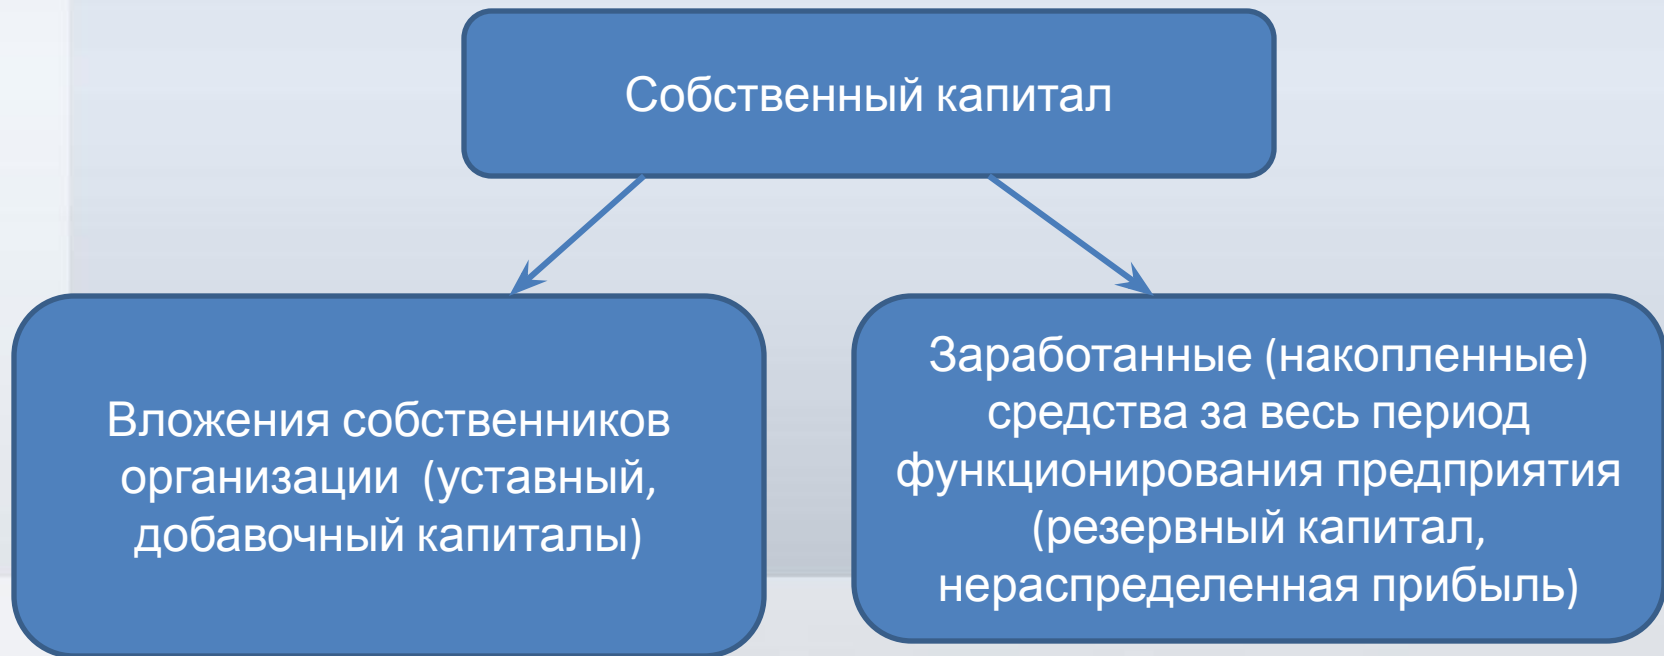 Собственный капитал
Вложения собственников
организации (уставный,
добавочный капиталы)
Заработанные (накопленные)
средства за весь период
функционирования предприятия
(резервный капитал,
нераспределенная прибыль)